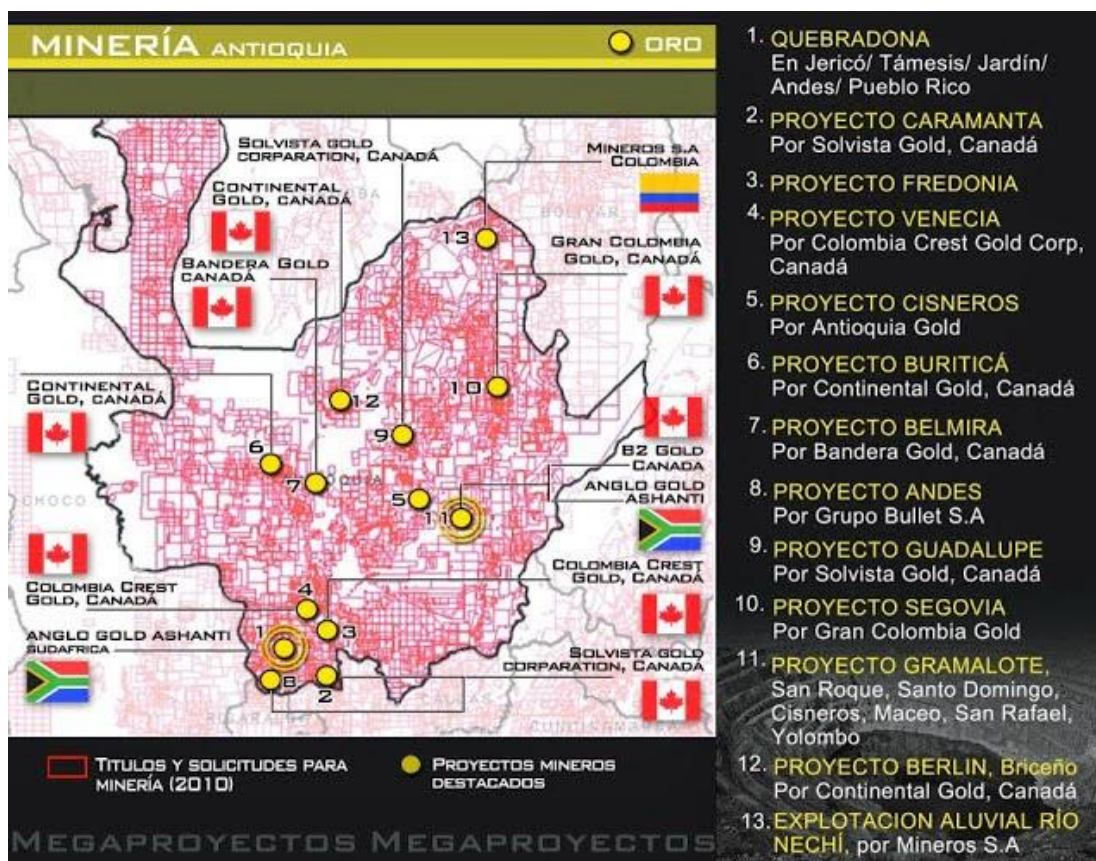 MINERÍA ANTIOQUIA
ORO
SOLVISTA GOLD
CORPARATION, CANADÁ
CONTINENTAL
GOLD, CANADÁ
BANDERA GOLD
CANADÁ
MINEROS S.A
COLOMBIA
BOLIVAR
GRAN COLOMBIA
GOLD, CANADÁ
13
12
10
9
6
7
5
11
4
3
1
8
2
CONTINENTAL
GOLD, CANADÁ
CHOCO
B2 GOLD
CANADA
ANGLO GOLD
ASHANTI
COLOMBIA CREST
GOLD, CANADÁ
COLOMBIA CREST
GOLD, CANADÁ
ANGLO GOLD ASHANTI
SUDAFRICA
SOLVISTA GOLD
CORPARATION, CANADÁ
TITULOS Y SOLICITUDES PARA
MINERÍA (2010)
PROYECTOS MINEROS
DESTACADOS
MEGAPROYECTOS MEGAPROYECTOS
1. QUEBRADONA
En Jericó/ Támesis/ Jardín/
Andes/ Pueblo Rico
2. PROYECTO CARAMANTA
Por Solvista Gold, Canadá
3. PROYECTO FREDONIA
4. PROYECTO VENECIA
Por Colombia Crest Gold Corp,
Canadá
5. PROYECTO CISNEROS
Por Antioquia Gold
6. PROYECTO BURITICÁ
Por Continental Gold, Canadá
7. PROYECTO BELMIRA
Por Bandera Gold, Canadá
8. PROYECTO ANDES
Por Grupo Bullet S.A
9. PROYECTO GUADALUPE
Por Solvista Gold, Canadá
10. PROYECTO SEGOVIA
Por Gran Colombia Gold
11. PROYECTO GRAMALOTE,
San Roque, Santo Domingo,
Cisneros, Maceo, San Rafael,
Yolombo
12. PROYECTO BERLIN, Briceño
Por Continental Gold, Canadá
13. EXPLOTACION ALUVIAL RÍO
NECHÍ, por Mineros S.A